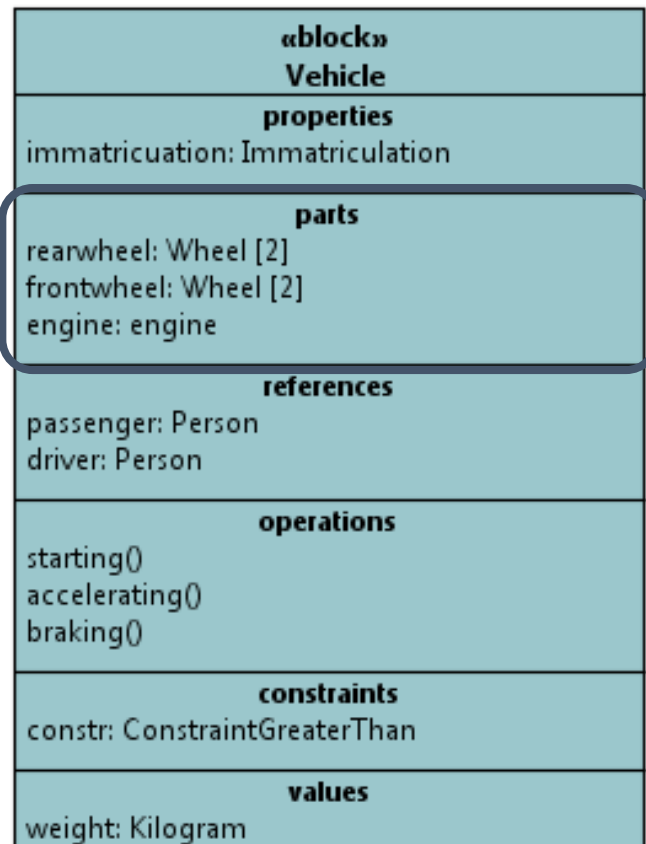 «block»
Vehicle
properties
immatricuation: Immatriculation
parts
rearwheel: Wheel [2]
frontwheel: Wheel [2]
engine: engine
references
passenger: Person
driver: Person
operations
starting()
accelerating()
braking()
constraints
constr: ConstraintGreaterThan
values
weight: Kilogram